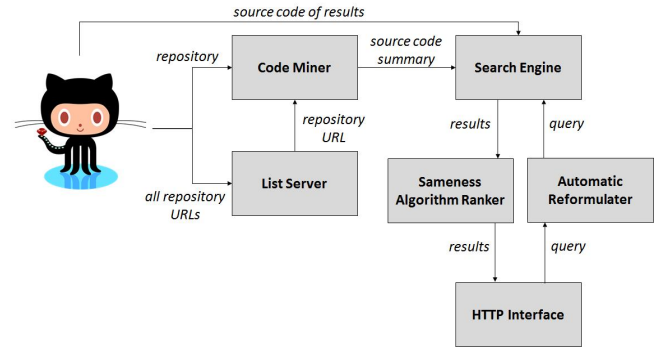 source code of results
repository
Code Miner
source code
summary
Search Engine
repository
URL
results
query
all repository
URLs
List Server
Sameness
Algorithm Ranker
Automatic
Reformulater
results
query
HTTP Interface